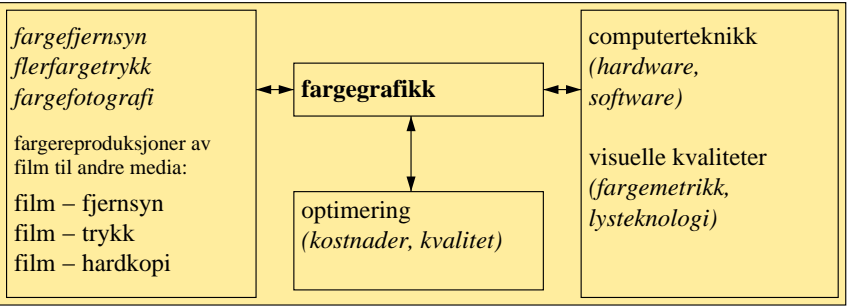 fargefjernsyn
flerfargetrykk
fargefotografi
fargereproduksjoner av
film til andre media:
film – fjernsyn
film – trykk
film – hardkopi
fargegrafikk
optimering
(kostnader, kvalitet)
computerteknikk
(hardware,
software)
visuelle kvaliteter
(fargemetrikk,
lysteknologi)